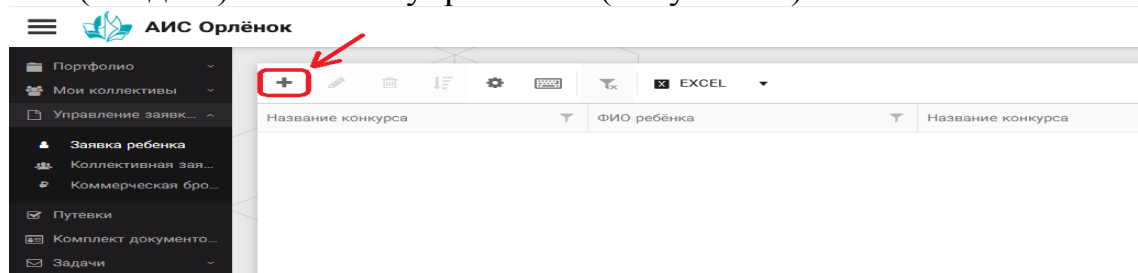 АИС Орлёнок
Портфолио
Мои коллективы
Управление заявк...
Заявка ребенка
Коллективная зая...
Коммерческая бро...
Путевки
Комплект документо...
Задачи
EXCEL
Название конкурса ФИО ребёнка Название конкурса